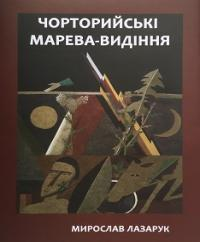 ЧОРТОРИЙСЬКІ
МАРЕВА-ВИДІННЯ
МИРОСЛАВ ЛАЗАРУК